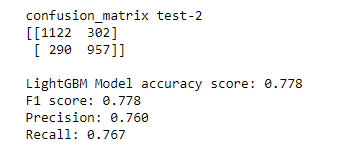 confusion_matrix test-2
[[1122 302]
[ 290 957]]
LightGBM Model accuracy score: 0.778
F1 score: 0.778
Precision: 0.760
Recall: 0.767